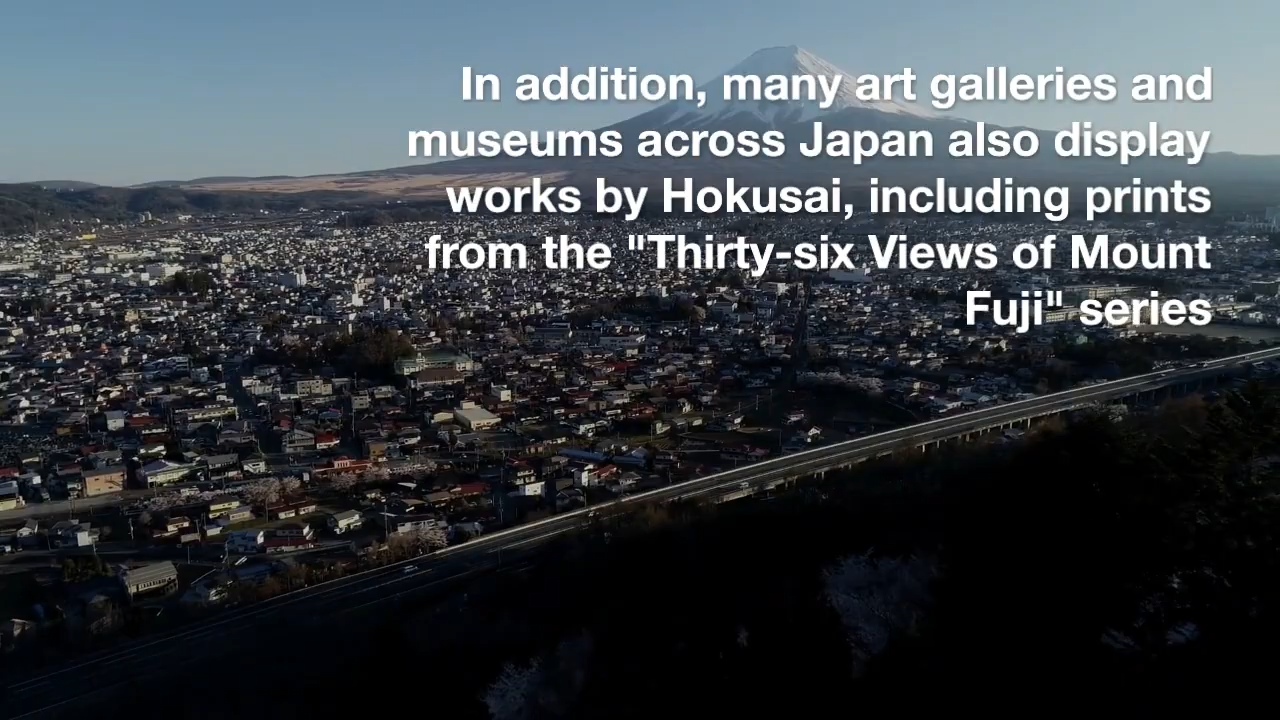 In addition, many art galleries and
museums across Japan also display
works by Hokusai, including prints
from the "Thirty-six Views of Mount
Fuji" series